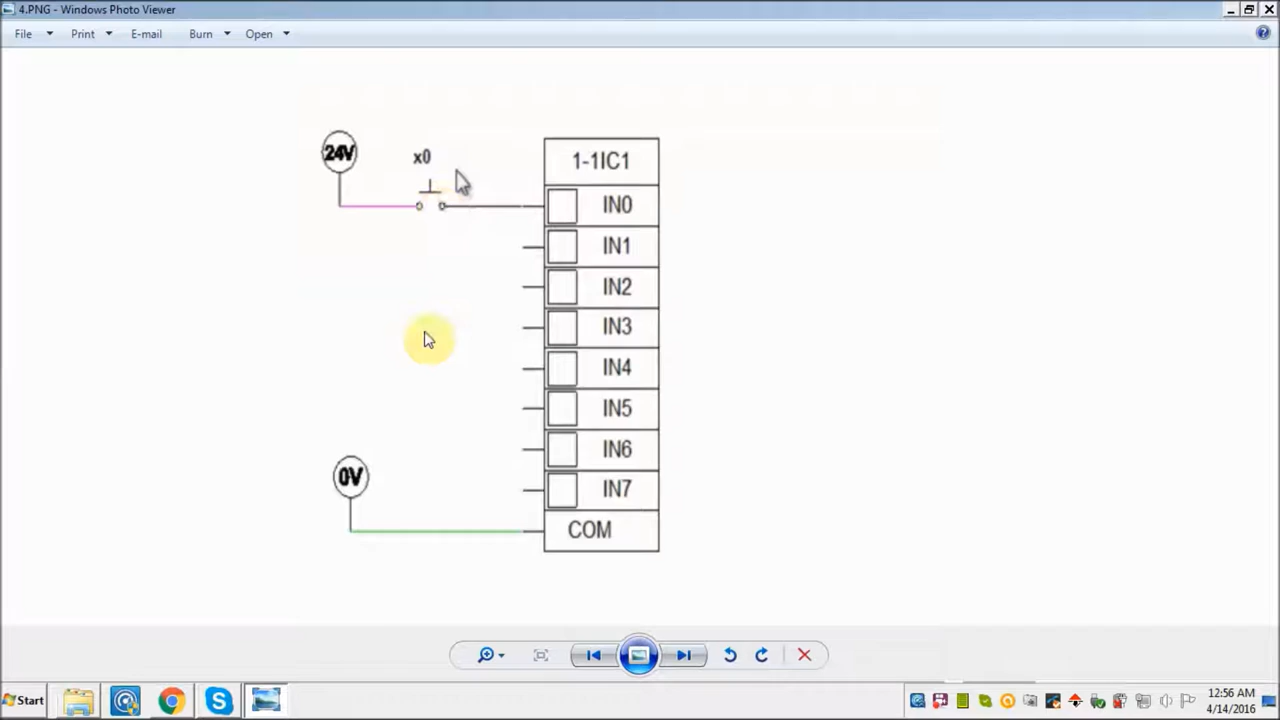 4.PNG - Windows Photo Viewer
File Print E-mail Burn Open
24V
x0
1-1IC1
IN0
IN1
IN2
IN3
IN4
IN5
IN6
IN7
0V
COM
Start
12:56 AM
4/14/2016